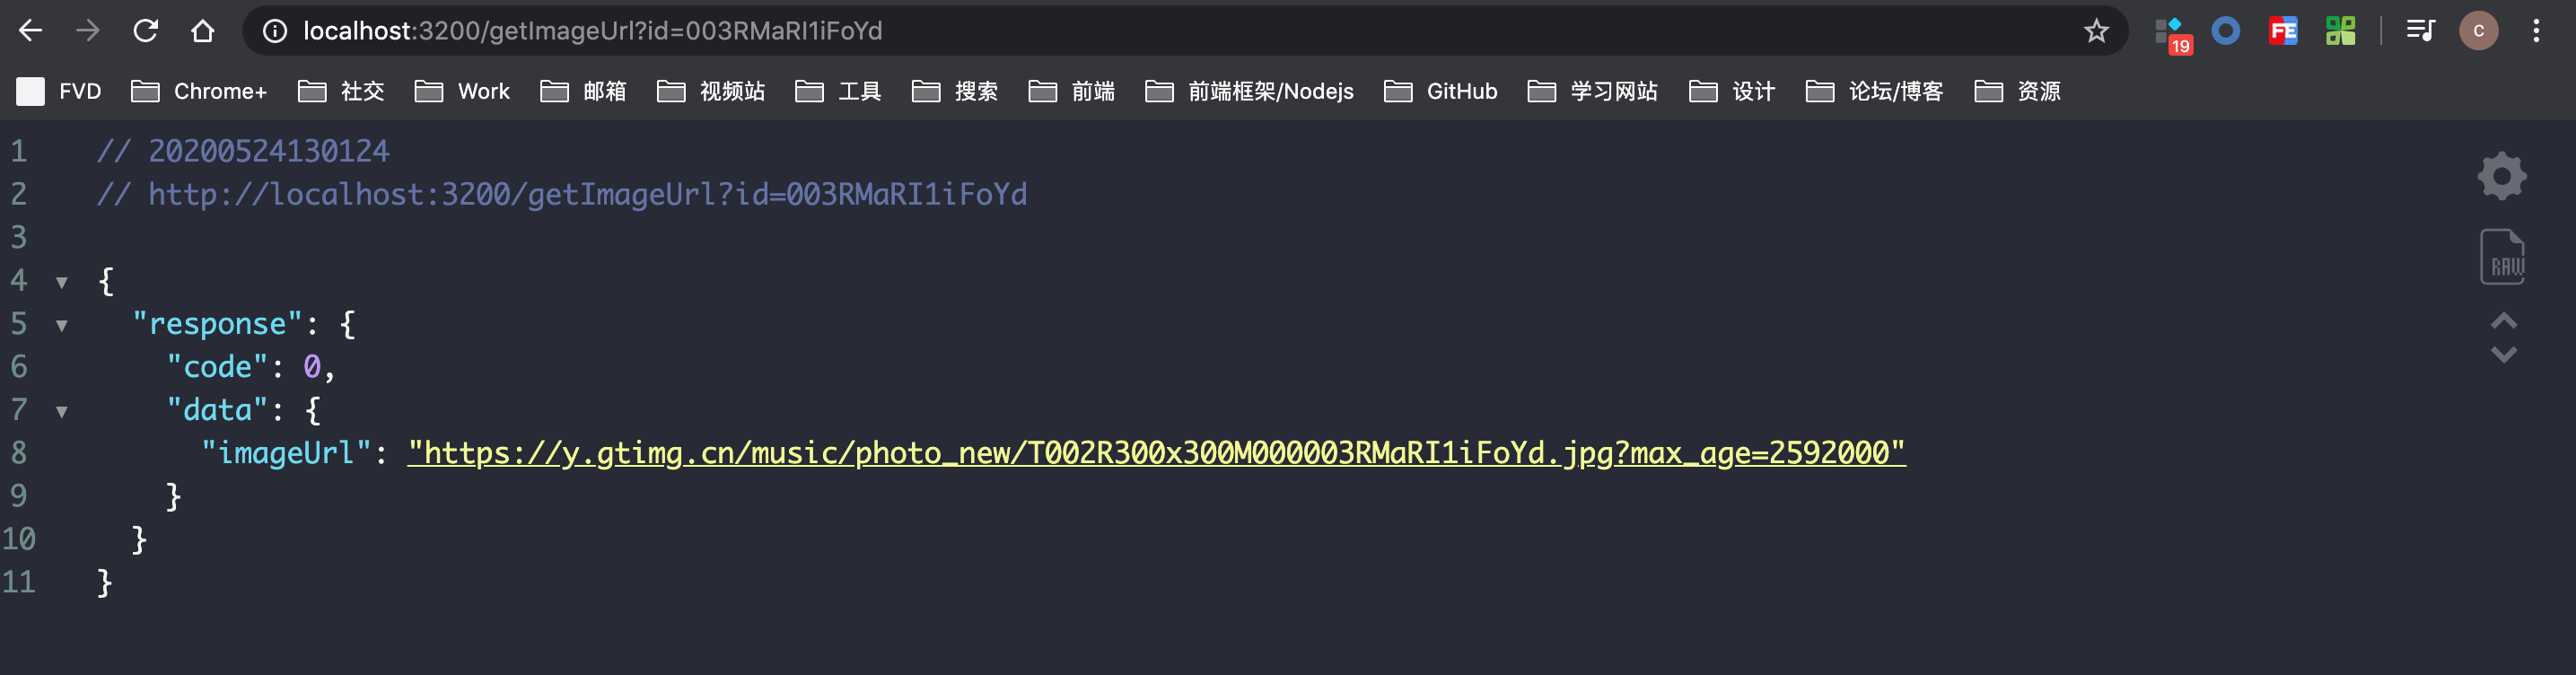 localhost:3200/getImageUrl?id=003RMaRI1iFoYd
19
FE
C
FVD Chrome+ 社交 Work 邮箱 视频站 工具 搜索 前端 前端框架/Nodejs GitHub 学习网站 设计 论坛/博客 资源
1 // 20200524130124
2 // http://localhost:3200/getImageUrl?id=003RMaRI1iFoYd
3
4 {
5 "response": {
6 "code": 0,
7 "data": {
8 "imageUrl": "https://y.gtimg.cn/music/photo_new/T002R300x300M000003RMaRI1iFoYd.jpg?max_age=2592000"
9 }
10 }
11 }
RAW